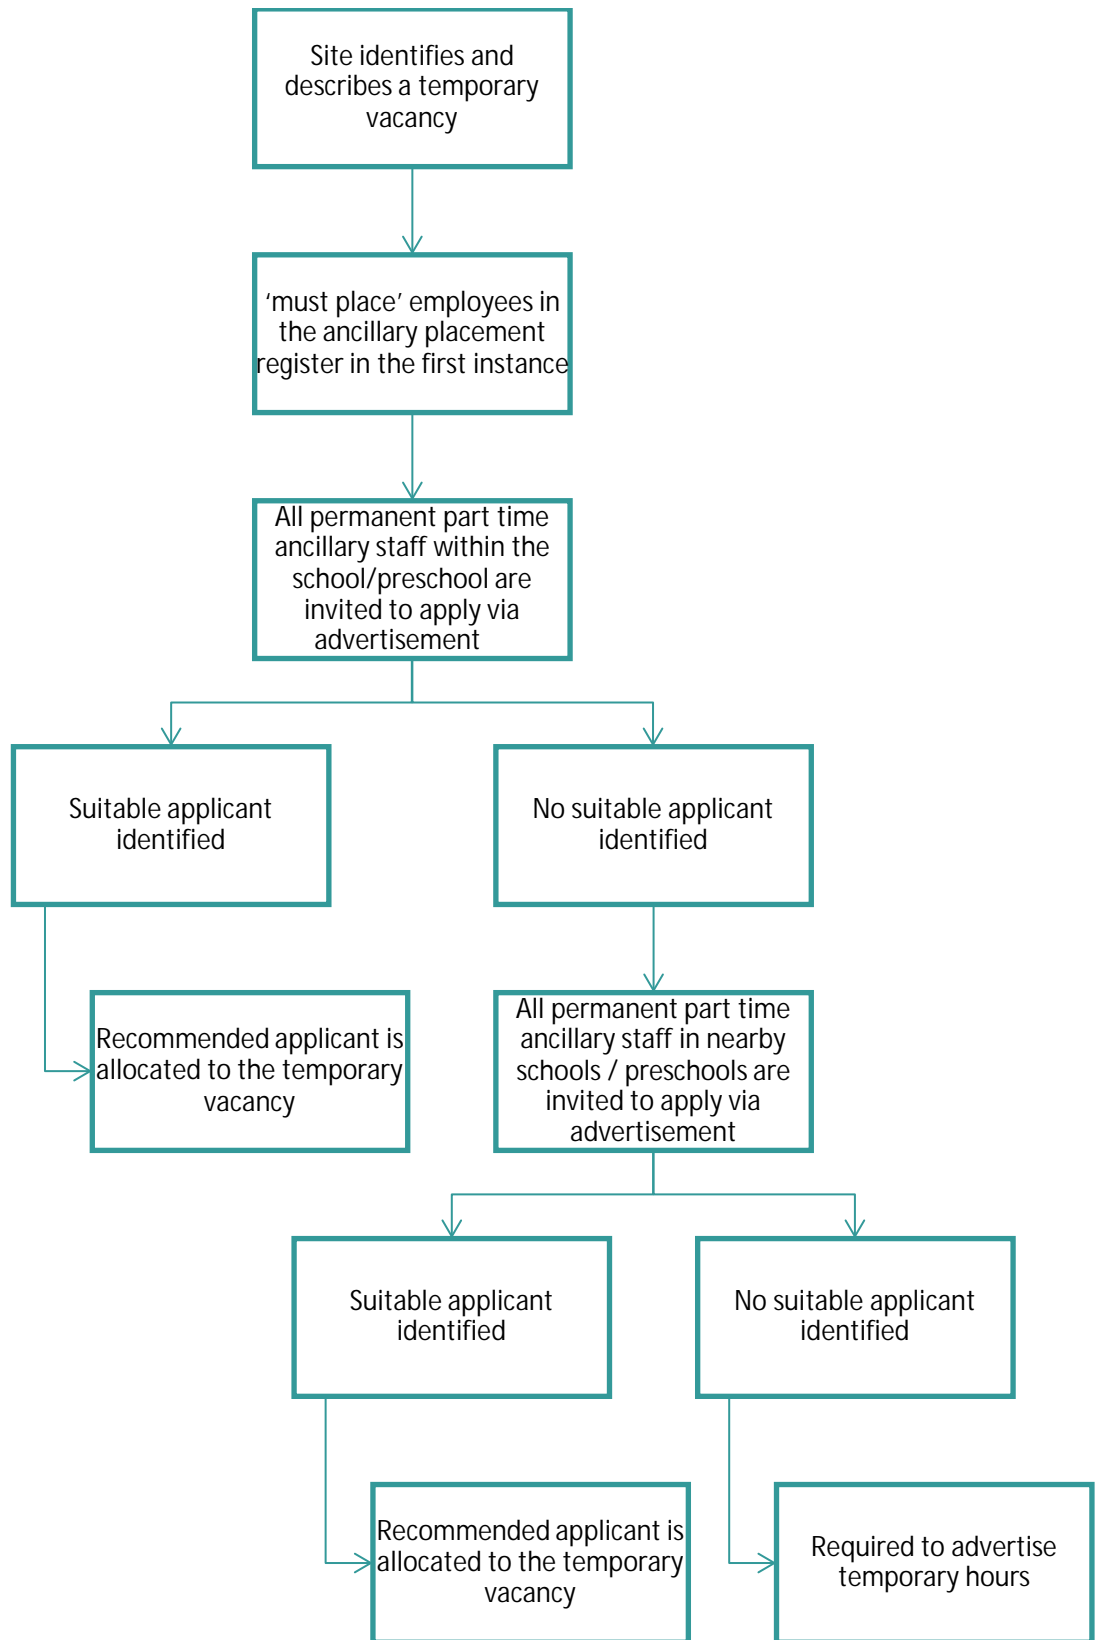 Site identifies and
describes a temporary
vacancy
‘must place’ employees in
the ancillary placement
register in the first instance
All permanent part time
ancillary staff within the
school/preschool are
invited to apply via
advertisement
Suitable applicant
identified
No suitable applicant
identified
Recommended applicant is
allocated to the temporary
vacancy
All permanent part time
ancillary staff in nearby
schools / preschools are
invited to apply via
advertisement
Suitable applicant
identified
No suitable applicant
identified
Recommended applicant is
allocated to the temporary
vacancy
Required to advertise
temporary hours